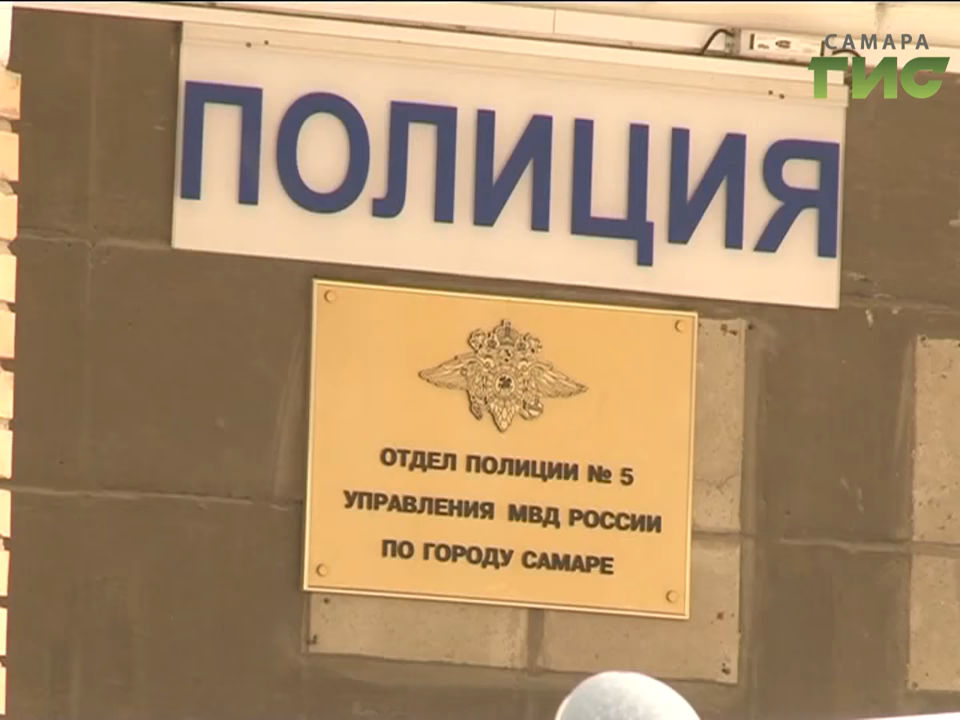 САМАРА
ГИС
ПОЛИЦИЯ
ОТДЕЛ ПОЛИЦИИ № 5
УПРАВЛЕНИЯ МВД РОССИИ
ПО ГОРОДУ САМАРЕ